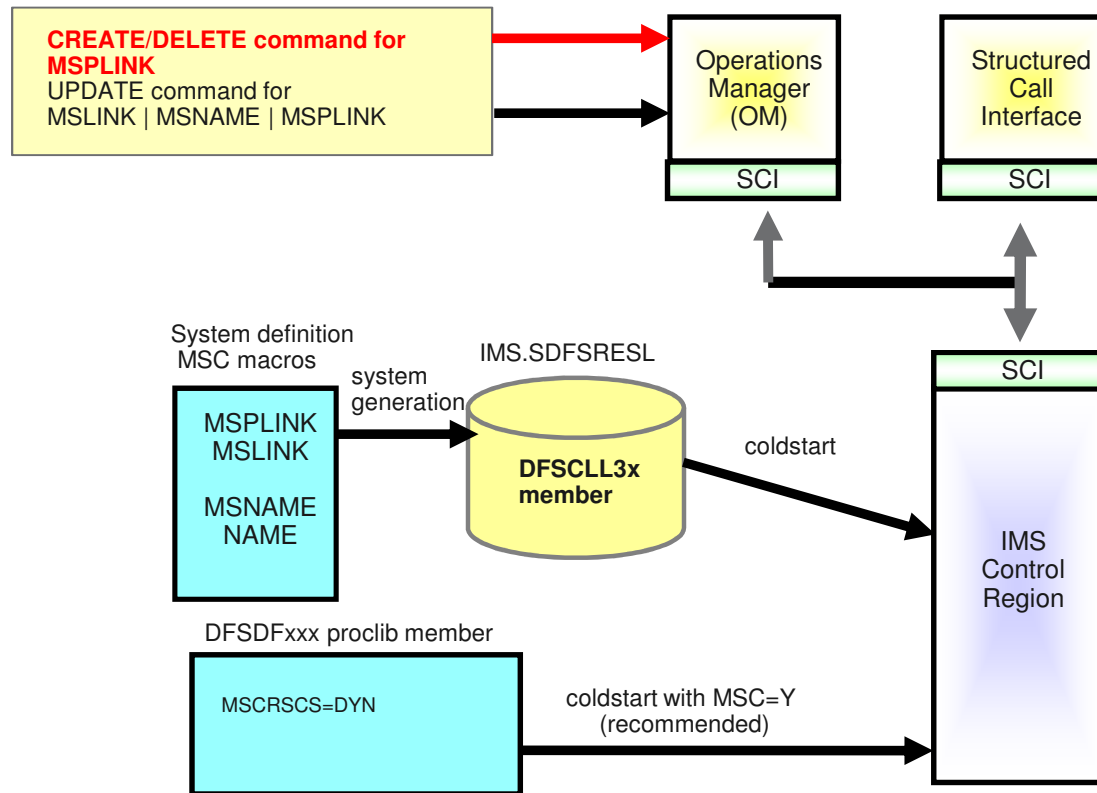 CREATE/DELETE command for
MSPLINK
UPDATE command for
MSLINK | MSNAME | MSPLINK
Operations
Manager
(OM)
SCI
Structured
Call
Interface
SCI
System definition
MSC macros
MSPLINK
MSLINK
MSNAME
NAME
system
generation
IMS.SDFSRESL
DFSCLL3x
member
coldstart
SCI
IMS
Control
Region
DFSDFxxx proclib member
MSCRSCS=DYN
coldstart with MSC=Y
(recommended)